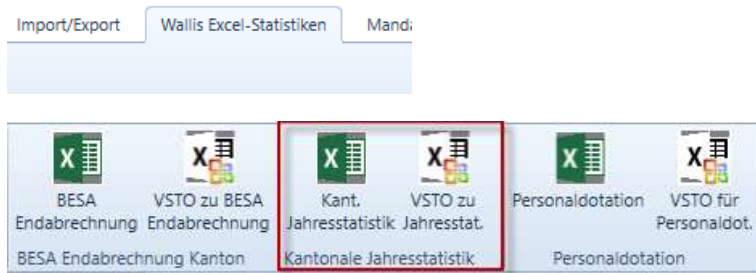 Import/Export Wallis Excel-Statistiken
BESA Endabrechnung
VSTO zu BESA Endabrechnung
Kant. Jahresstatistik
VSTO zu Jahresstat.
Personaldotation
VSTO für Personaldot.
BESA Endabrechnung Kanton Kantonale Jahresstatistik Personaldotation